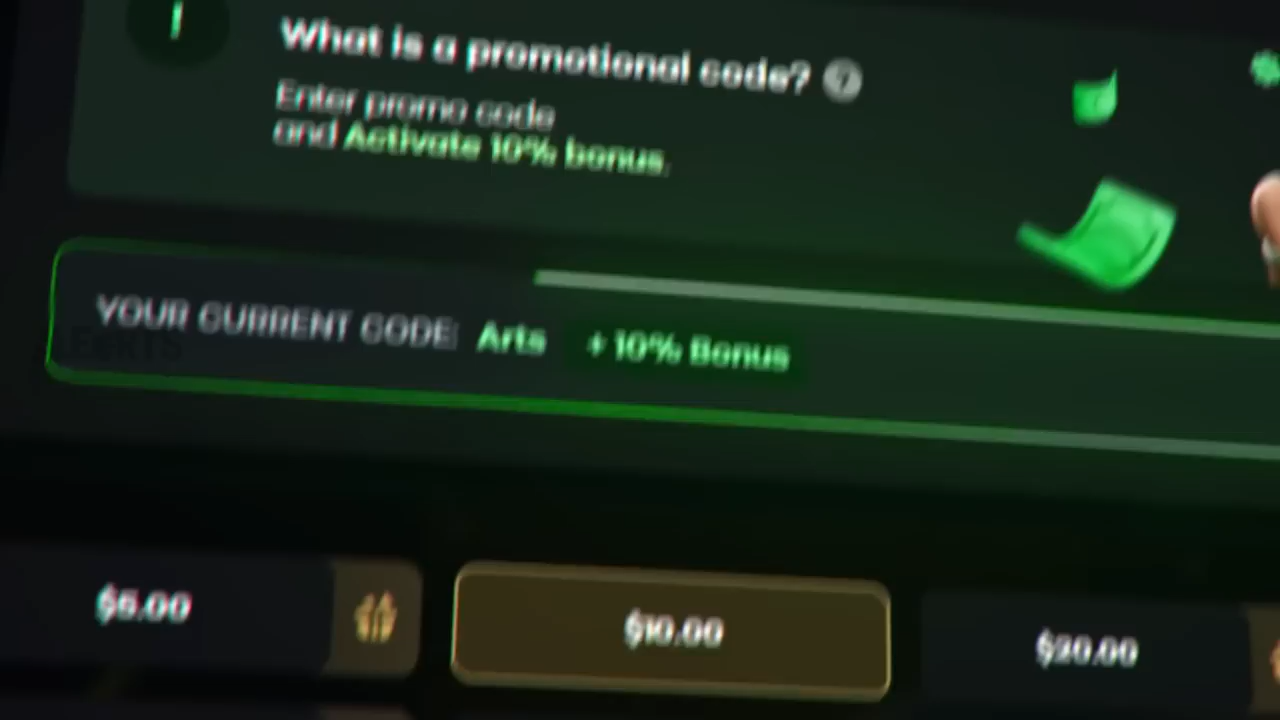 What is a promotional code? ?
Enter promo code
and Activate 10% bonus.
YOUR CURRENT CODE: Arts + 10% Bonus
$5.00 $10.00 $20.00